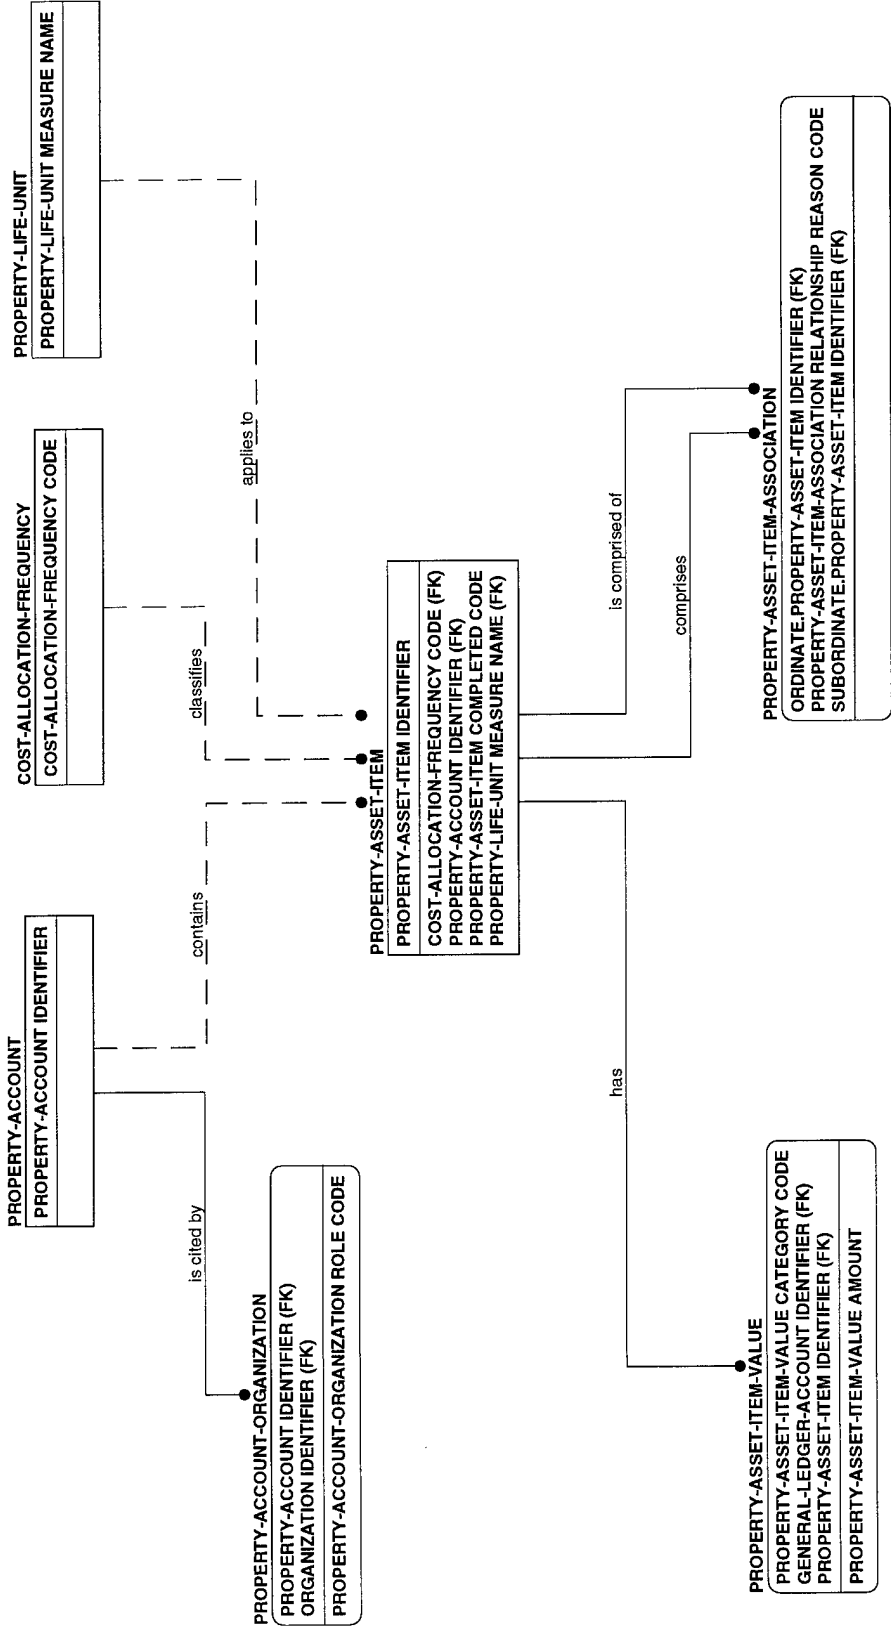 PROPERTY-ACCOUNT
PROPERTY-ACCOUNT IDENTIFIER
COST-ALLOCATION-FREQUENCY
COST-ALLOCATION-FREQUENCY CODE
PROPERTY-LIFE-UNIT
PROPERTY-LIFE-UNIT MEASURE NAME
is cited by
contains
classifies
applies to
PROPERTY-ACCOUNT-ORGANIZATION
PROPERTY-ACCOUNT IDENTIFIER (FK)
ORGANIZATION IDENTIFIER (FK)
PROPERTY-ACCOUNT-ORGANIZATION ROLE CODE
PROPERTY-ASSET-ITEM
PROPERTY-ASSET-ITEM IDENTIFIER
COST-ALLOCATION-FREQUENCY CODE (FK)
PROPERTY-ACCOUNT IDENTIFIER (FK)
PROPERTY-ASSET-ITEM COMPLETED CODE
PROPERTY-LIFE-UNIT MEASURE NAME (FK)
has
is comprised of
comprises
PROPERTY-ASSET-ITEM-VALUE
PROPERTY-ASSET-ITEM-VALUE CATEGORY CODE
GENERAL-LEDGER-ACCOUNT IDENTIFIER (FK)
PROPERTY-ASSET-ITEM IDENTIFIER (FK)
PROPERTY-ASSET-ITEM-VALUE AMOUNT
PROPERTY-ASSET-ITEM-ASSOCIATION
ORDINATE.PROPERTY-ASSET-ITEM IDENTIFIER (FK)
PROPERTY-ASSET-ITEM-ASSOCIATION RELATIONSHIP REASON CODE
SUBORDINATE.PROPERTY-ASSET-ITEM IDENTIFIER (FK)